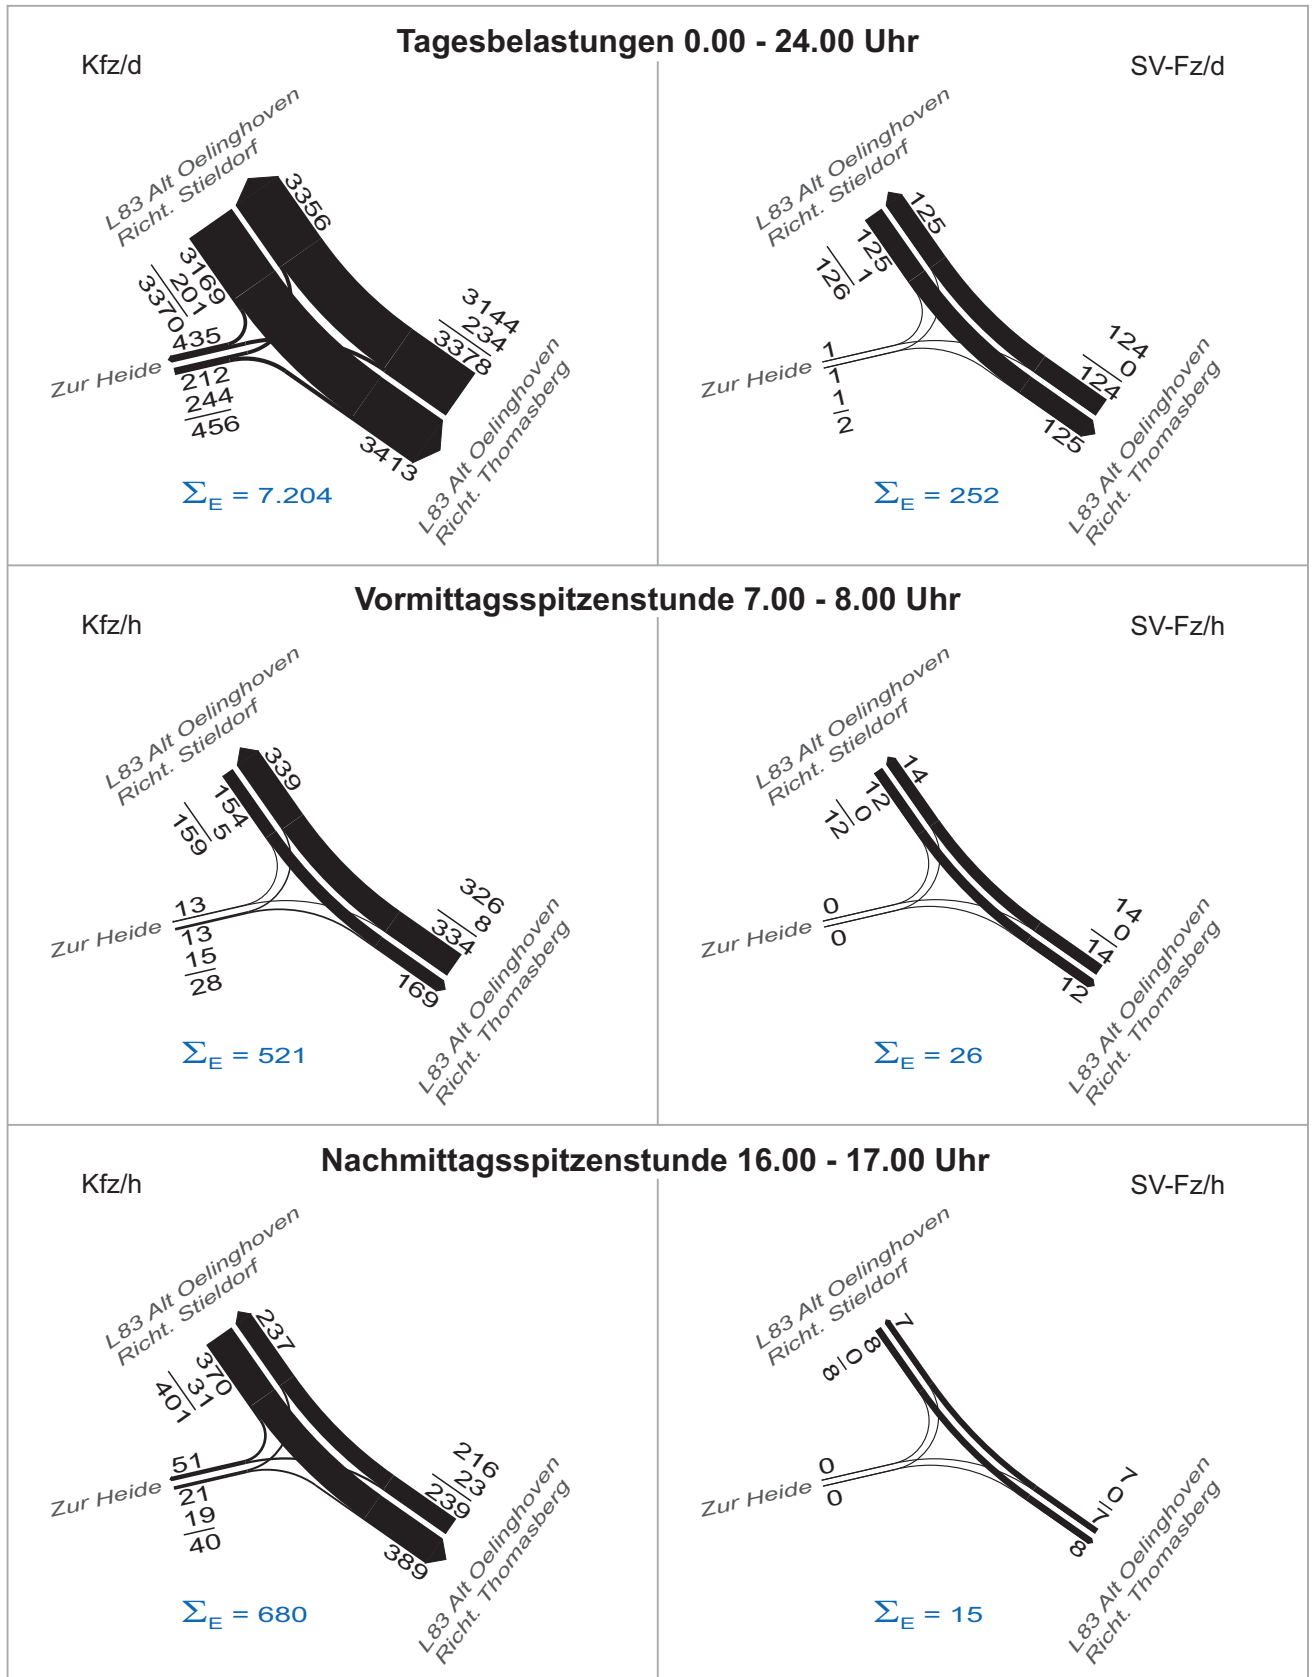 Tagesbelastungen 0.00 - 24.00 Uhr
Kfz/d
L83 Alt Oelinghoven
Richt. Stieldorf
3356
3169
201
3370
435
Zur Heide
212
244
456
3144
234
3378
3413
L83 Alt Oelinghoven
Richt. Thomasberg
ΣE = 7.204
SV-Fz/d
L83 Alt Oelinghoven
Richt. Stieldorf
125
125
1
126
1
Zur Heide
1
1
2
124
0
124
125
L83 Alt Oelinghoven
Richt. Thomasberg
ΣE = 252
Vormittagsspitzenstunde 7.00 - 8.00 Uhr
Kfz/h
L83 Alt Oelinghoven
Richt. Stieldorf
339
154
5
159
13
Zur Heide
13
15
28
326
8
334
169
L83 Alt Oelinghoven
Richt. Thomasberg
ΣE = 521
SV-Fz/h
L83 Alt Oelinghoven
Richt. Stieldorf
14
12
0
12
0
Zur Heide
0
14
0
14
12
L83 Alt Oelinghoven
Richt. Thomasberg
ΣE = 26
Nachmittagsspitzenstunde 16.00 - 17.00 Uhr
Kfz/h
L83 Alt Oelinghoven
Richt. Stieldorf
237
370
31
401
51
Zur Heide
21
19
40
216
23
239
389
L83 Alt Oelinghoven
Richt. Thomasberg
ΣE = 680
SV-Fz/h
L83 Alt Oelinghoven
Richt. Stieldorf
7
8
0
8
0
Zur Heide
0
7
0
7
8
L83 Alt Oelinghoven
Richt. Thomasberg
ΣE = 15